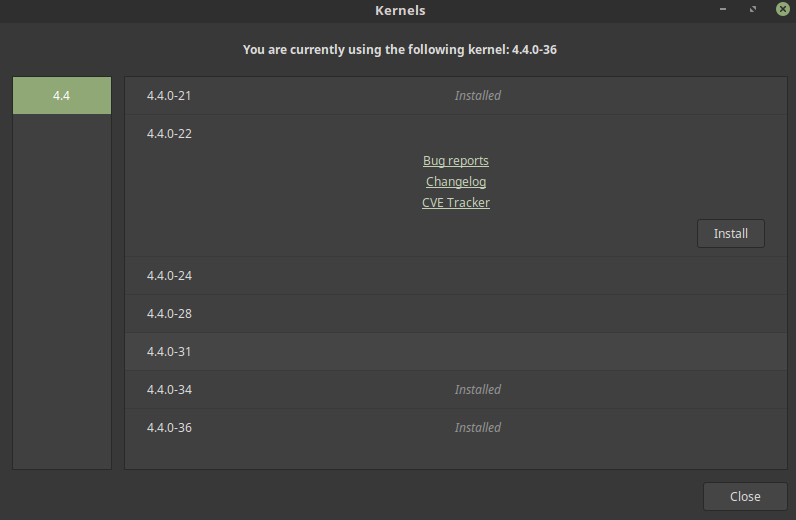 Kernels
You are currently using the following kernel: 4.4.0-36
4.4
4.4.0-21 Installed
4.4.0-22
Bug reports
Changelog
CVE Tracker
Install
4.4.0-24
4.4.0-28
4.4.0-31
4.4.0-34 Installed
4.4.0-36 Installed
Close